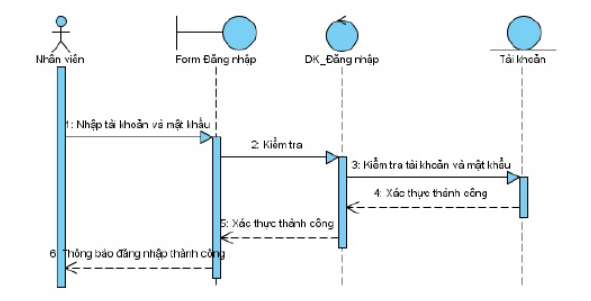 Nhân viên
Form Đăng nhập
DK_Đăng nhập
Tài khoản
1: Nhập tài khoản và mật khẩu
2: Kiểm tra
3: Kiểm tra tài khoản và mật khẩu
4: Xác thực thành công
5: Xác thực thành công
6: Thông báo đăng nhập thành công